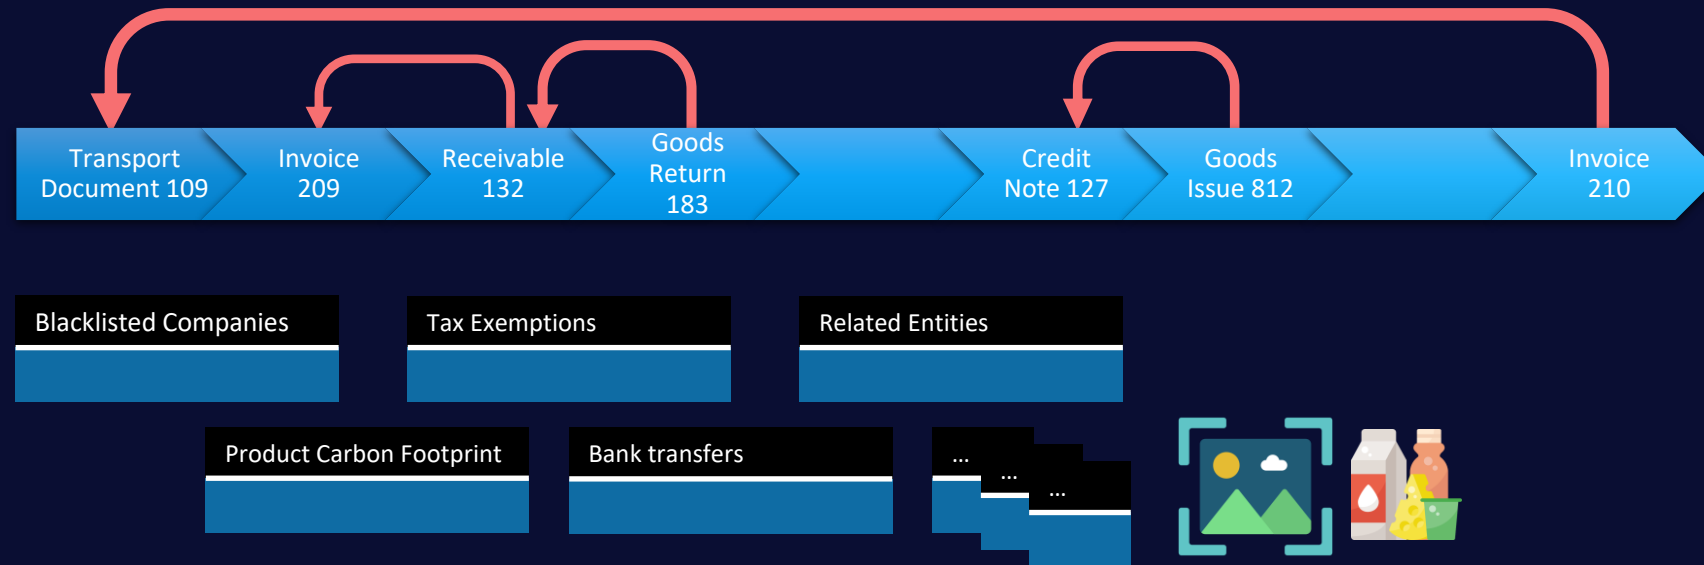 Transport
Document 109
Invoice
209
Receivable
132
Goods
Return
183
Credit
Note 127
Goods
Issue 812
Invoice
210
Blacklisted Companies
Tax Exemptions
Related Entities
Product Carbon Footprint
Bank transfers
...
...
...